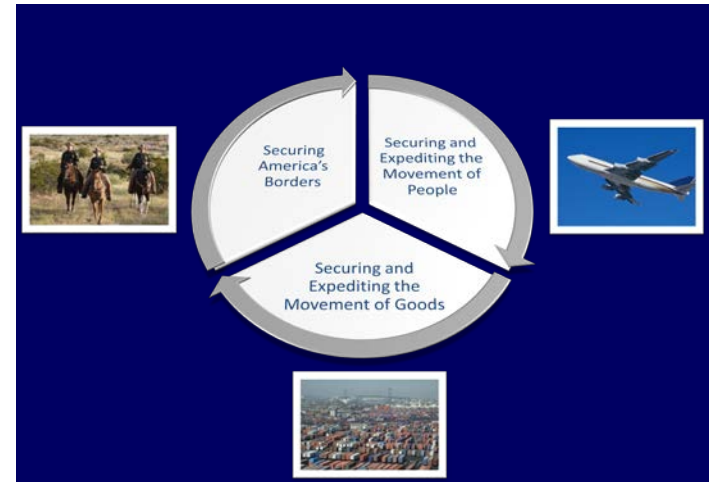 Securing
America's
Borders
Securing and
Expediting the
Movement of
People
Securing and
Expediting the
Movement of Goods